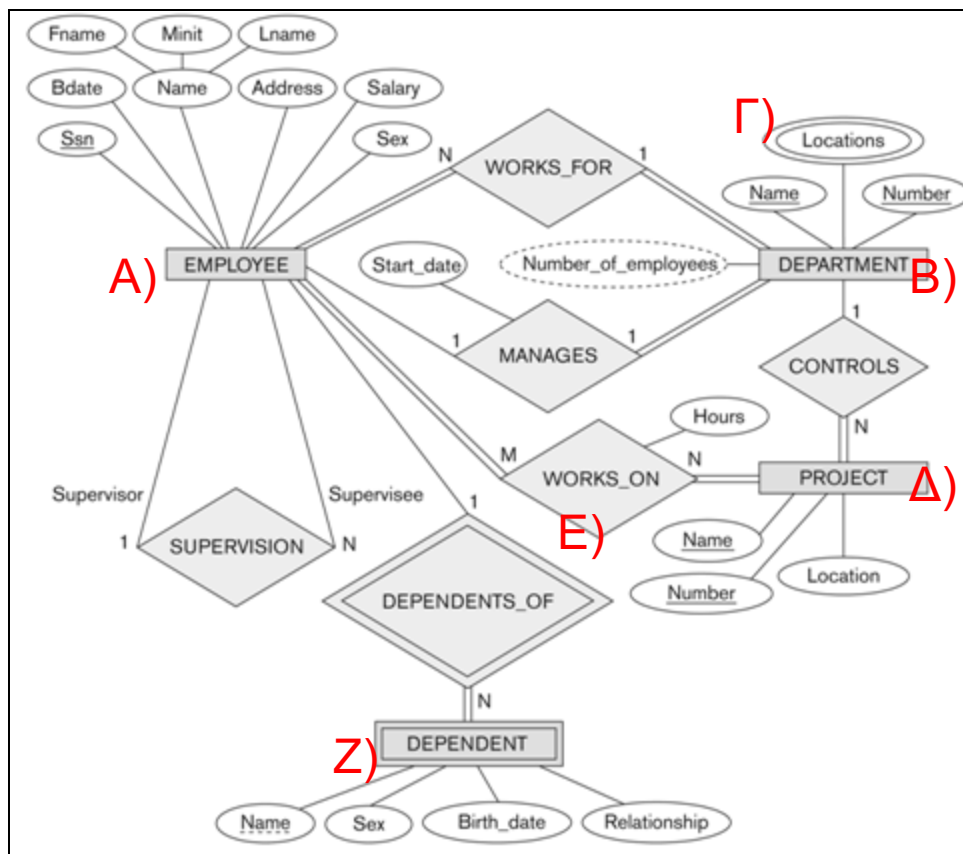 Fname Minit Lname
Bdate Name Address Salary
Ssn Sex
N WORKS_FOR 1
Γ) Locations
Name Number
Α) EMPLOYEE
Start_date Number_of_employees
DEPARTMENT Β)
1 MANAGES 1
1
CONTROLS
N
Hours
M WORKS_ON N
Ε)
PROJECT Δ)
Name
Number
Location
Supervisor Supervisee
1 SUPERVISION N
1
DEPENDENTS_OF
N
Ζ) DEPENDENT
Name Sex Birth_date Relationship